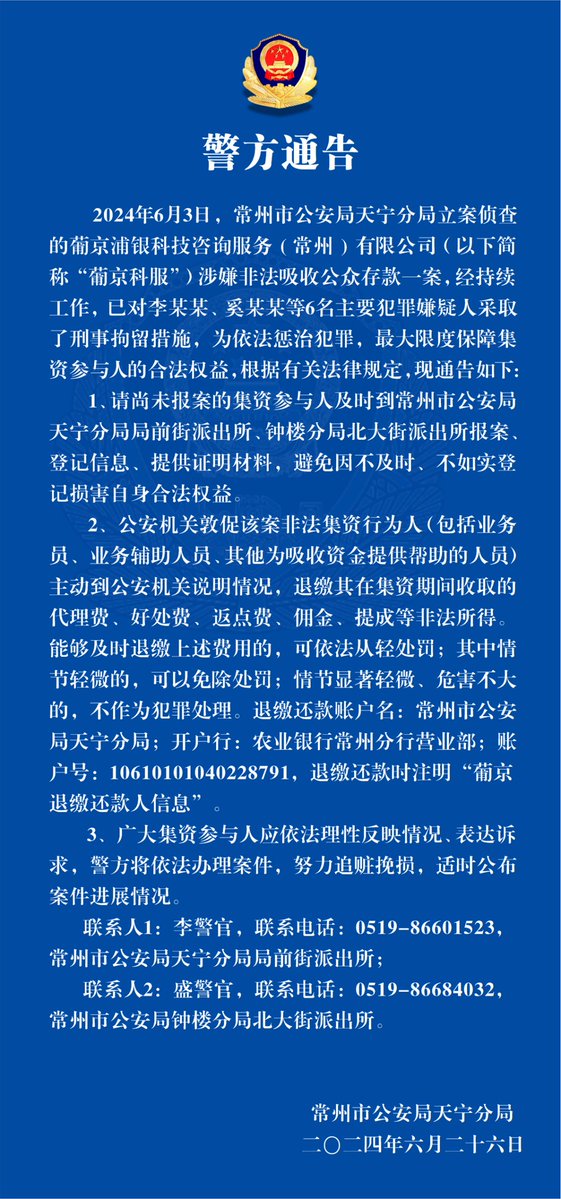 警方通告
2024年6月3日，常州市公安局天宁分局立案侦查
的葡京浦银科技咨询服务（常州）有限公司（以下简
称“葡京科服”）涉嫌非法吸收公众存款一案，经持续
工作，已对李某某、奚某某等6名主要犯罪嫌疑人采取
了刑事拘留措施，为依法惩治犯罪，最大限度保障集
资参与人的合法权益，根据有关法律规定，现通告如下：
1、请尚未报案的集资参与人及时到常州市公安局
天宁分局局前街派出所、钟楼分局北大街派出所报案、
登记信息、提供证明材料，避免因不及时、不如实登
记损害自身合法权益。
2、公安机关敦促该案非法集资行为人（包括业务
员、业务辅助人员、其他为吸收资金提供帮助的人员）
主动到公安机关说明情况，退缴其在集资期间收取的
代理费、好处费、返点费、佣金、提成等非法所得。
能够及时退缴上述费用的，可依法从轻处罚；其中情
节轻微的，可以免除处罚；情节显著轻微、危害不大
的，不作为犯罪处理。退缴还款账户名：常州市公安
局天宁分局；开户行：农业银行常州分行营业部；账
户号：10610101040228791，退缴还款时注明“葡京
退缴还款人信息”。
3、广大集资参与人应依法理性反映情况、表达诉
求，警方将依法办理案件，努力追赃挽损，适时公布
案件进展情况。
联系人1：李警官，联系电话：0519-86601523，
常州市公安局天宁分局局前街派出所；
联系人2：盛警官，联系电话：0519-86684032，
常州市公安局钟楼分局北大街派出所。
常州市公安局天宁分局
二〇二四年六月二十六日